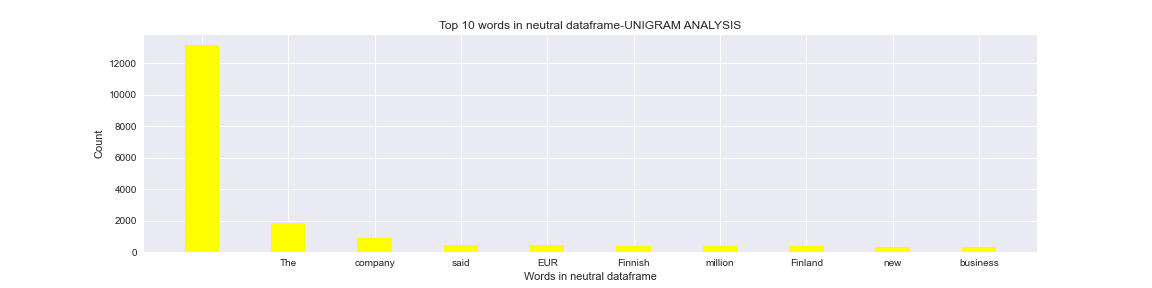 Top 10 words in neutral dataframe-UNIGRAM ANALYSIS
12000
10000
8000
6000
4000
2000
0
Count
The company said EUR Finnish million Finland new business
Words in neutral dataframe